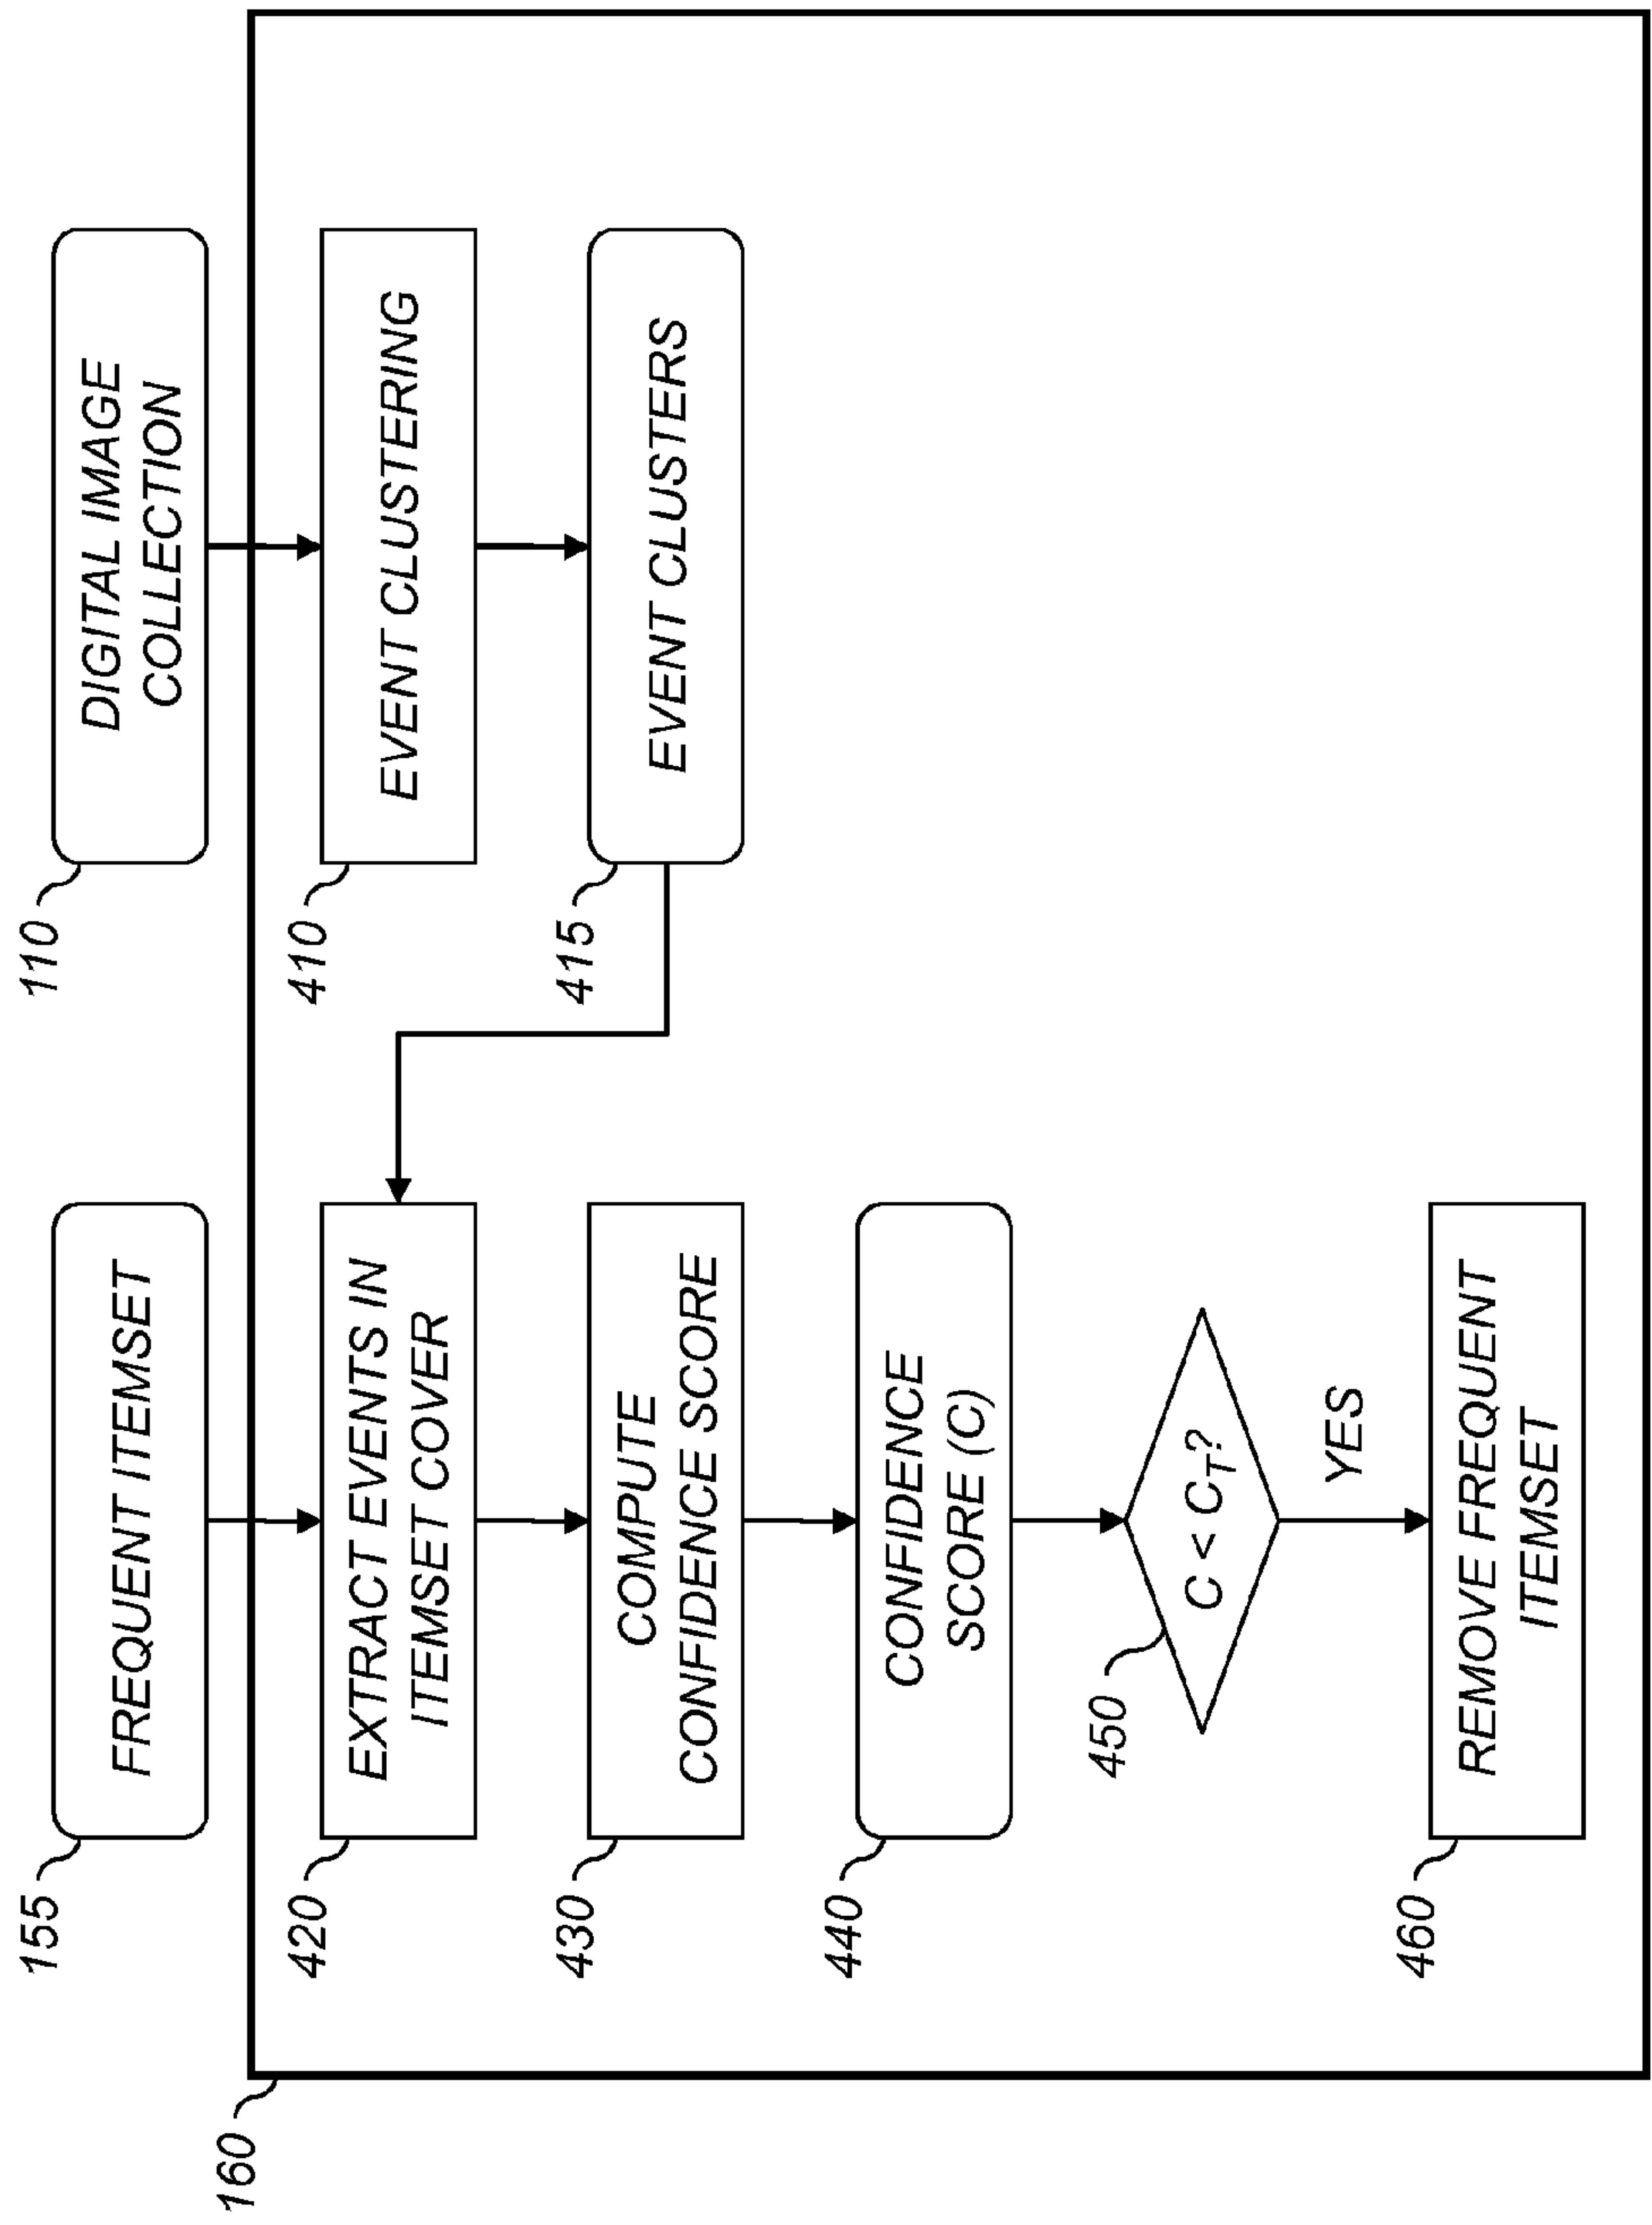 160
155
FREQUENT ITEMSET
110
DIGITAL IMAGE
COLLECTION
420
EXTRACT EVENTS IN
ITEMSET COVER
410
EVENT CLUSTERING
430
COMPUTE
CONFIDENCE SCORE
415
EVENT CLUSTERS
440
CONFIDENCE
SCORE (C)
450
C < CT?
YES
460
REMOVE FREQUENT
ITEMSET